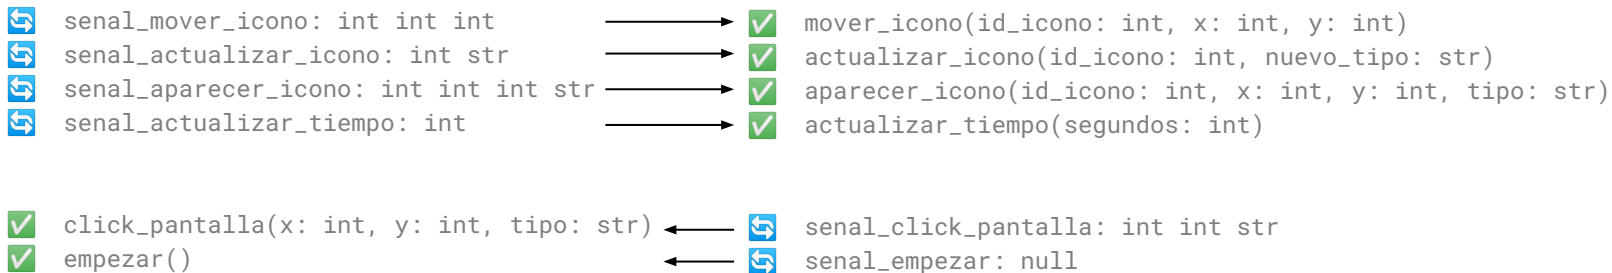 senal_mover_icono: int int int mover_icono(id_icono: int, x: int, y: int)
senal_actualizar_icono: int str actualizar_icono(id_icono: int, nuevo_tipo: str)
senal_aparecer_icono: int int int str aparecer_icono(id_icono: int, x: int, y: int, tipo: str)
senal_actualizar_tiempo: int actualizar_tiempo(segundos: int)
click_pantalla(x: int, y: int, tipo: str) senal_click_pantalla: int int str
empezar() senal_empezar: null